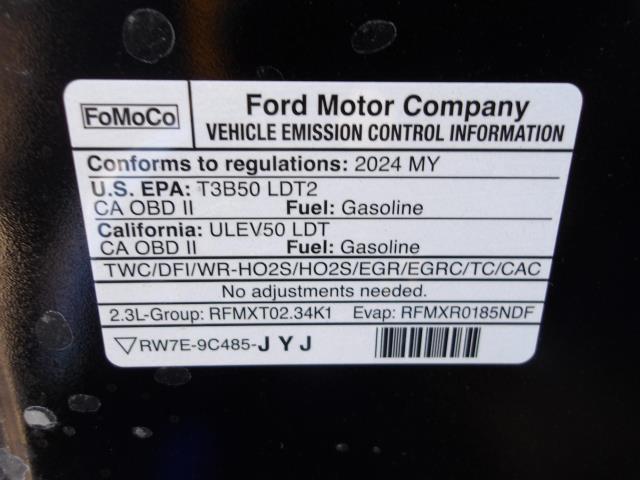 FoMoCo
Ford Motor Company
VEHICLE EMISSION CONTROL INFORMATION
Conforms to regulations: 2024 MY
U.S. EPA: T3B50 LDT2
CA OBD II Fuel: Gasoline
California: ULEV50 LDT
CA OBD II Fuel: Gasoline
TWC/DFI/WR-HO2S/HO2S/EGR/EGRC/TC/CAC
No adjustments needed.
2.3L-Group: RFMXT02.34K1 Evap: RFMXR0185NDF
RW7E-9C485-JYJ